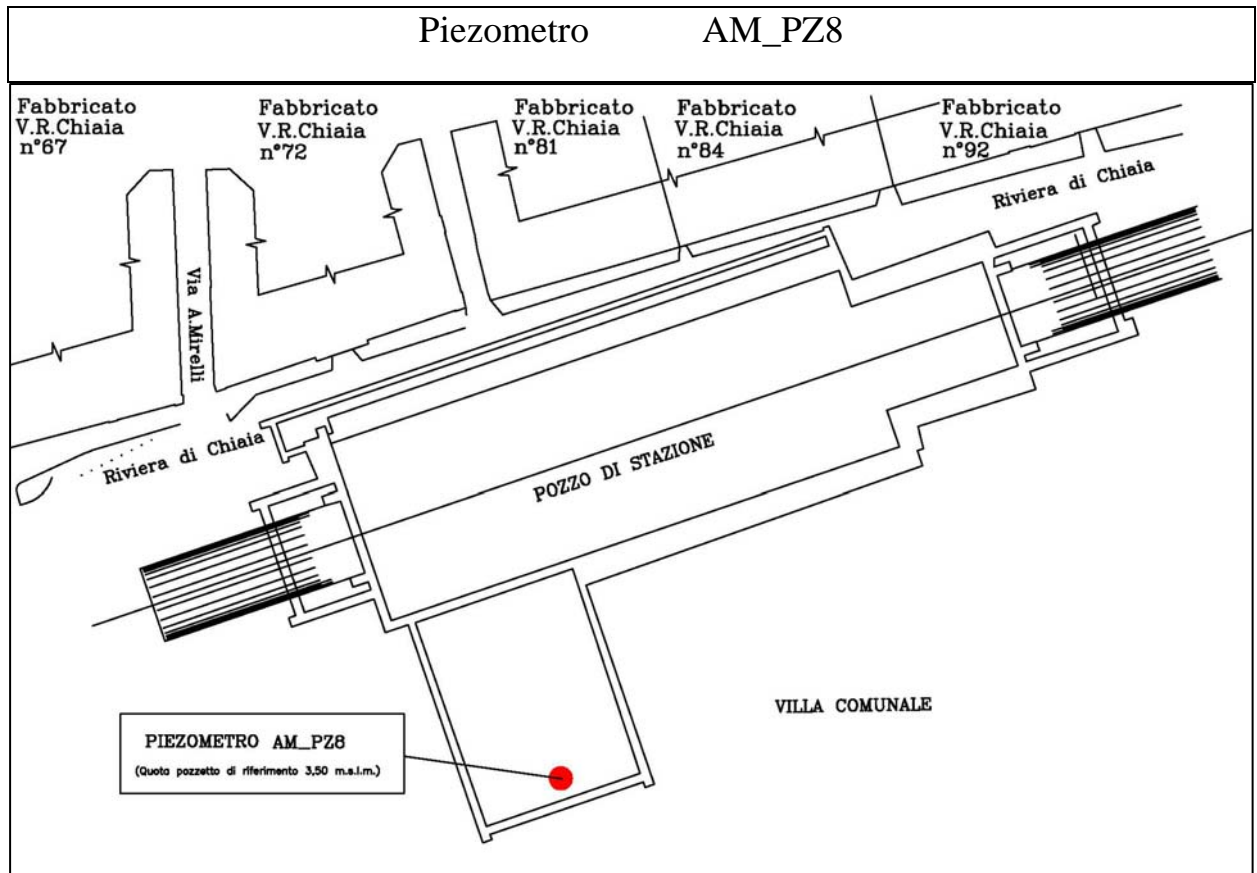 Piezometro AM_PZ8
Fabbricato
V.R.Chiaia
n°67
Fabbricato
V.R.Chiaia
n°72
Fabbricato
V.R.Chiaia
n°81
Fabbricato
V.R.Chiaia
n°84
Fabbricato
V.R.Chiaia
n°92
Riviera di Chiaia
Via A.Mirelli
Riviera di Chiaia
POZZO DI STAZIONE
VILLA COMUNALE
PIEZOMETRO AM_PZ8
(Quota pozzetto di riferimento 3,50 m.s.l.m.)